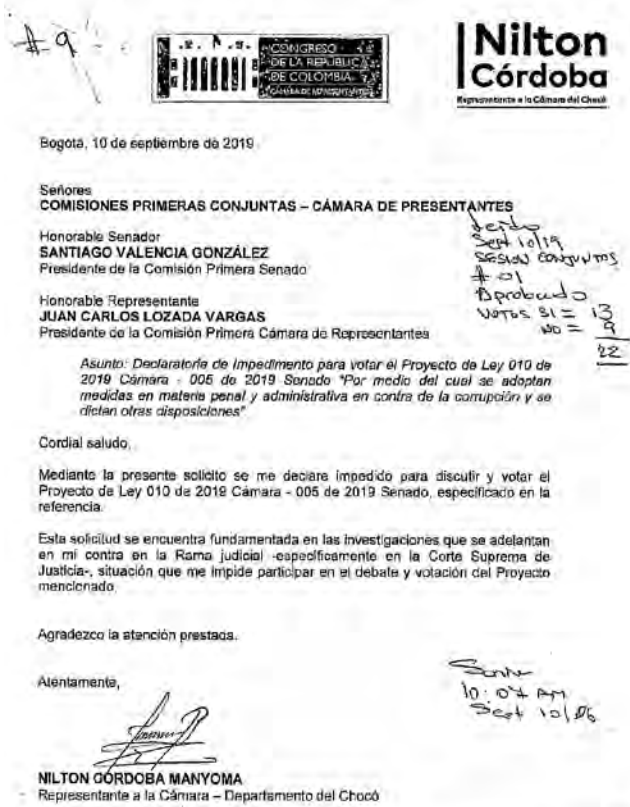 #9
CONGRESO
DE LA REPÚBLICA
DE COLOMBIA
CÁMARA DE REPRESENTANTES
Nilton
Córdoba
Representante a la Cámara del Chocó
Bogotá, 10 de septiembre de 2019
Señores
COMISIONES PRIMERAS CONJUNTAS – CÁMARA DE PRESENTANTES
Honorable Senador
SANTIAGO VALENCIA GONZÁLEZ
Presidente de la Comisión Primera Senado
Honorable Representante
JUAN CARLOS LOZADA VARGAS
Presidente de la Comisión Primera Cámara de Representantes
Leído
Sept 10/19
SESION CONJUNTAS
# 01
Aprobado
Votos SI = 13
NO = 9
22
Asunto: Declaratoria de Impedimento para votar el Proyecto de Ley 010 de
2019 Cámara - 005 de 2019 Senado "Por medio del cual se adoptan
medidas en materia penal y administrativa en contra de la corrupción y se
dictan otras disposiciones"
Cordial saludo,
Mediante la presente solicito se me declare impedido para discutir y votar el
Proyecto de Ley 010 de 2019 Cámara - 005 de 2019 Senado, especificado en la
referencia.
Esta solicitud se encuentra fundamentada en las investigaciones que se adelantan
en mi contra en la Rama judicial -específicamente en la Corte Suprema de
Justicia-, situación que me impide participar en el debate y votación del Proyecto
mencionado.
Agradezco la atención prestada.
Atentamente,
10:04 AM
Sept 10/
NILTON CÓRDOBA MANYOMA
Representante a la Cámara – Departamento del Chocó